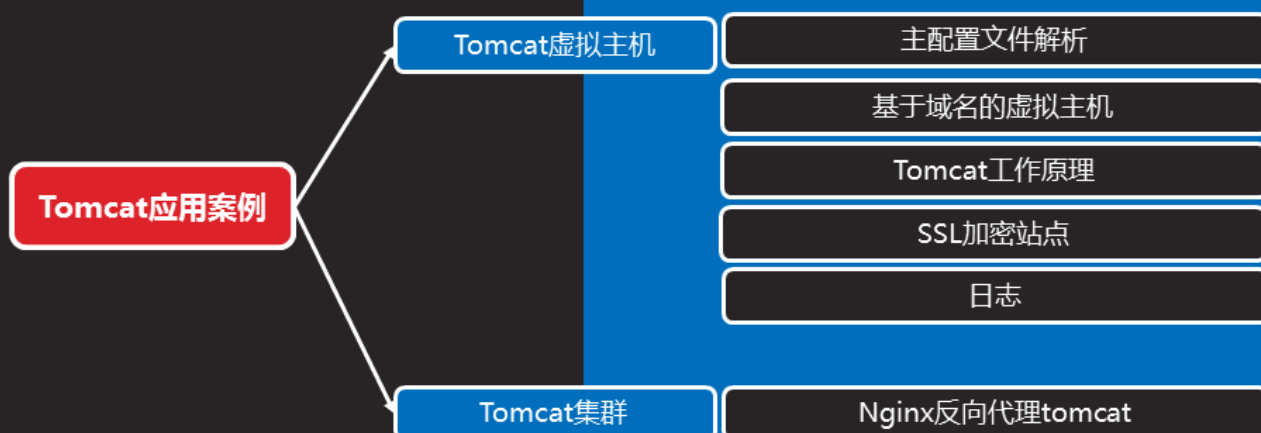 Tomcat应用案例
Tomcat虚拟主机
主配置文件解析
基于域名的虚拟主机
Tomcat工作原理
SSL加密站点
日志
Tomcat集群
Nginx反向代理tomcat